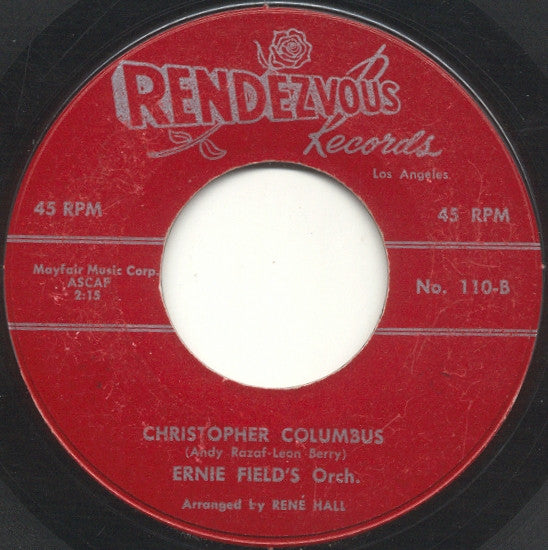 RENDEZVOUS
Records
Los Angeles
45 RPM
45 RPM
Mayfair Music Corp.
ASCAP
2:15
No. 110-B
CHRISTOPHER COLUMBUS
(Andy Razaf-Leon Berry)
ERNIE FIELD'S Orch.
Arranged by RENÉ HALL